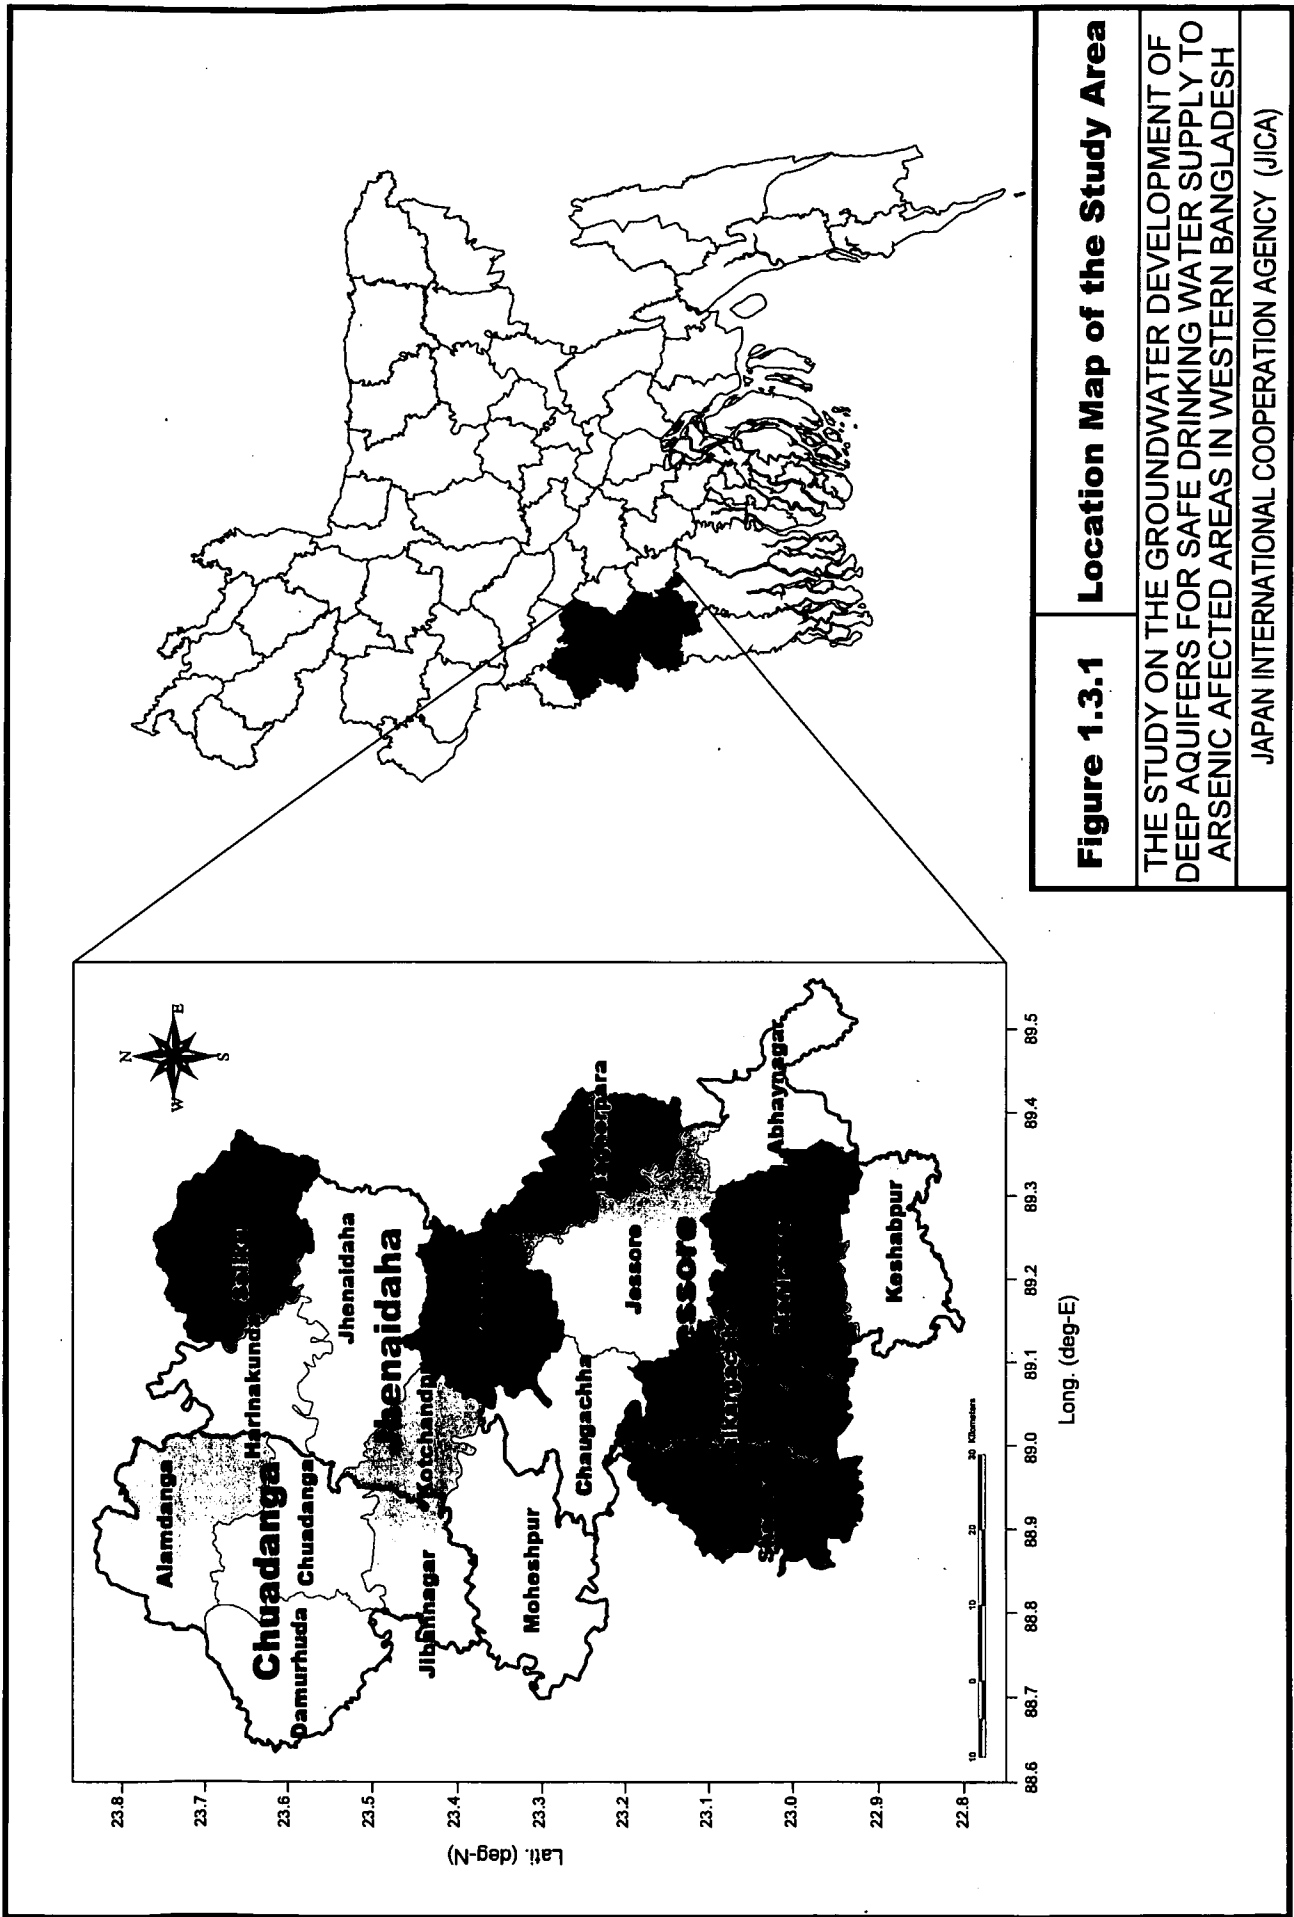 N
W
E
S
Alamdanga
Harinakunda
Chuadanga
Chuadanga
Damurhuda
Jhenaidaha
Jhenaidaha
Jibannagar
Moheshpur
Chaugachha
Jessore
Abhaynagar
Keshabpur
10
0
10
20
30 Kilometers
23.8
23.7
23.6
23.5
23.4
23.3
23.2
23.1
23.0
22.9
22.8
Lati. (deg-N)
88.6
88.7
88.8
88.9
89.0
89.1
89.2
89.3
89.4
89.5
Long. (deg-E)
Figure 1.3.1
Location Map of the Study Area
THE STUDY ON THE GROUNDWATER DEVELOPMENT OF
DEEP AQUIFERS FOR SAFE DRINKING WATER SUPPLY TO
ARSENIC AFECTED AREAS IN WESTERN BANGLADESH
JAPAN INTERNATIONAL COOPERATION AGENCY (JICA)